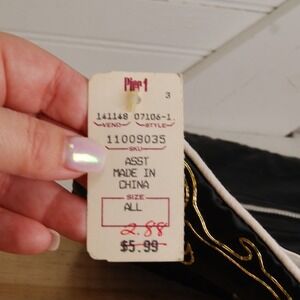 Pier 1
3
141148 07106-1
VEND STYLE
11009035
SKU
ASST
MADE IN
CHINA
SIZE
ALL
2.88
$5.99